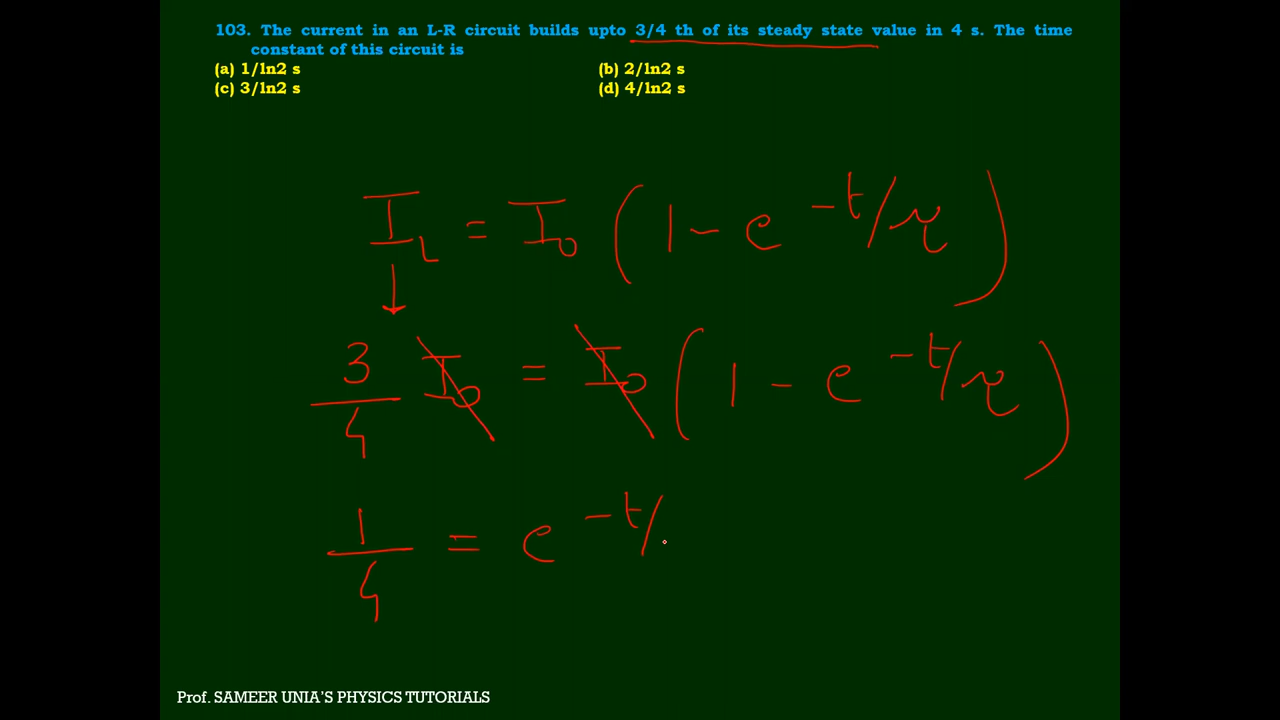 103. The current in an L-R circuit builds upto 3/4 th of its steady state value in 4 s. The time
constant of this circuit is
(a) 1/ln2 s (b) 2/ln2 s
(c) 3/ln2 s (d) 4/ln2 s
I_L = I_0 ( 1 - e^{-t/τ} )
3/4 I_0 = I_0 ( 1 - e^{-t/τ} )
1/4 = e^{-t/
Prof. SAMEER UNIA'S PHYSICS TUTORIALS